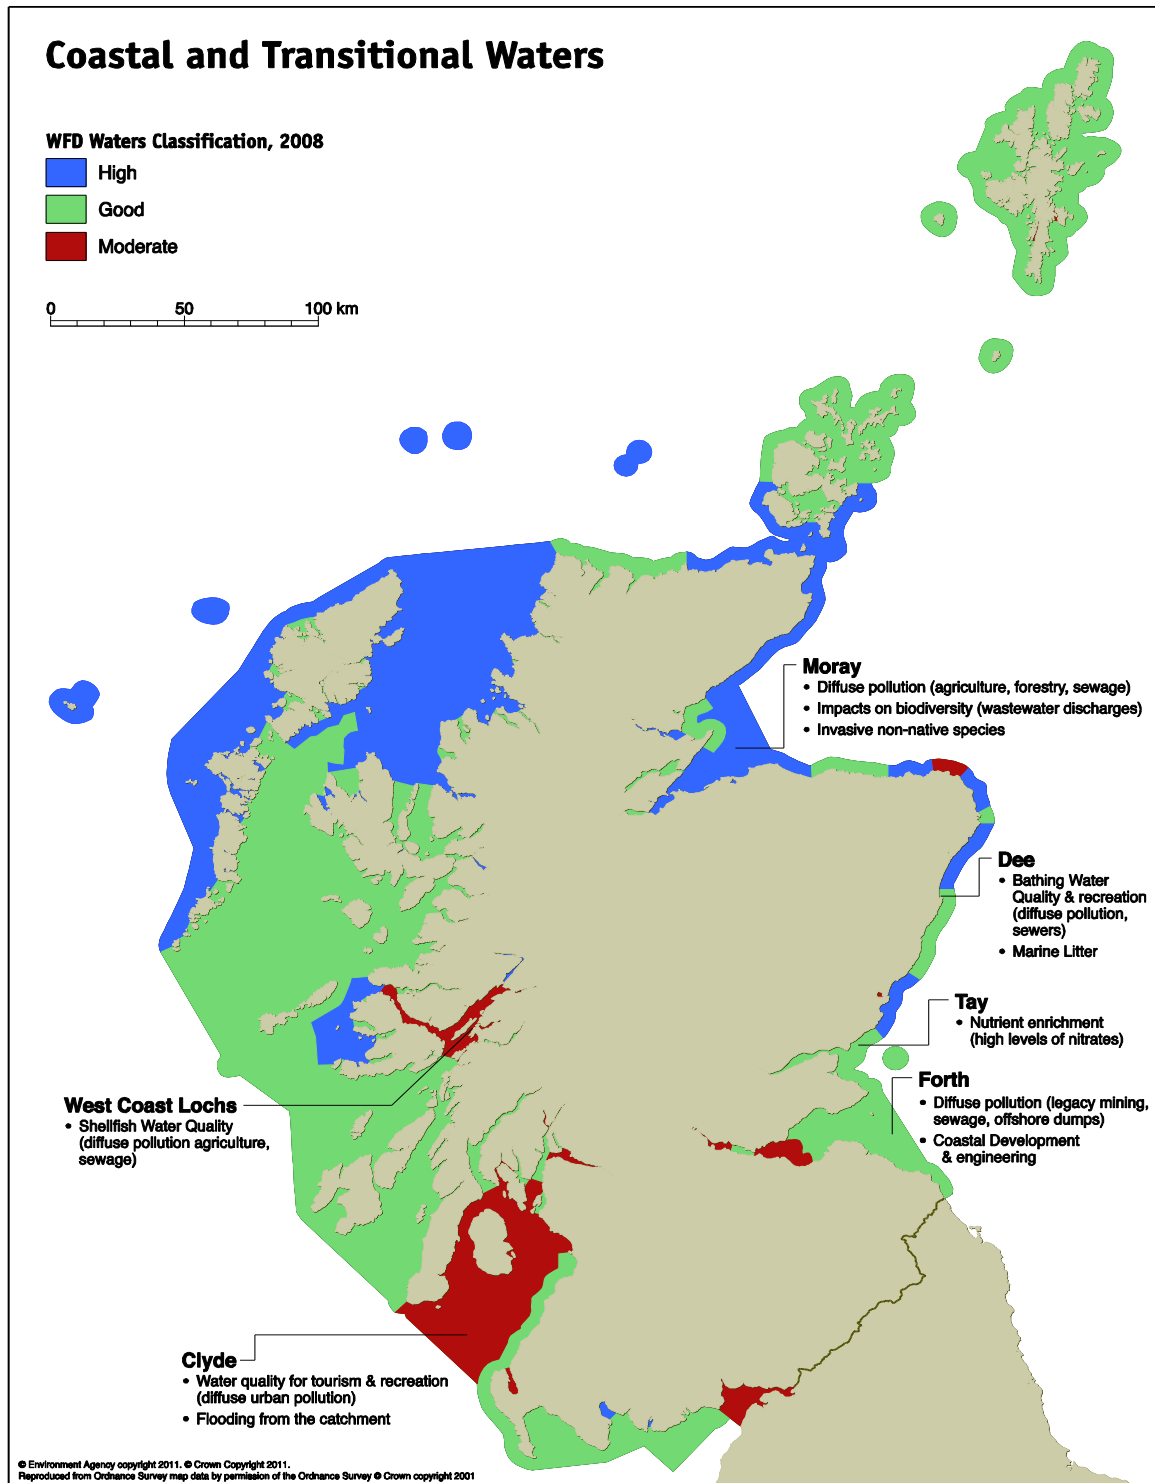 Coastal and Transitional Waters
WFD Waters Classification, 2008
High
Good
Moderate
0 50 100 km
Moray
• Diffuse pollution (agriculture, forestry, sewage)
• Impacts on biodiversity (wastewater discharges)
• Invasive non-native species
Dee
• Bathing Water
Quality & recreation
(diffuse pollution,
sewers)
• Marine Litter
Tay
• Nutrient enrichment
(high levels of nitrates)
Forth
• Diffuse pollution (legacy mining,
sewage, offshore dumps)
• Coastal Development
& engineering
West Coast Lochs
• Shellfish Water Quality
(diffuse pollution agriculture,
sewage)
Clyde
• Water quality for tourism & recreation
(diffuse urban pollution)
• Flooding from the catchment
© Environment Agency copyright 2011. © Crown Copyright 2011.
Reproduced from Ordnance Survey map data by permission of the Ordnance Survey © Crown copyright 2001